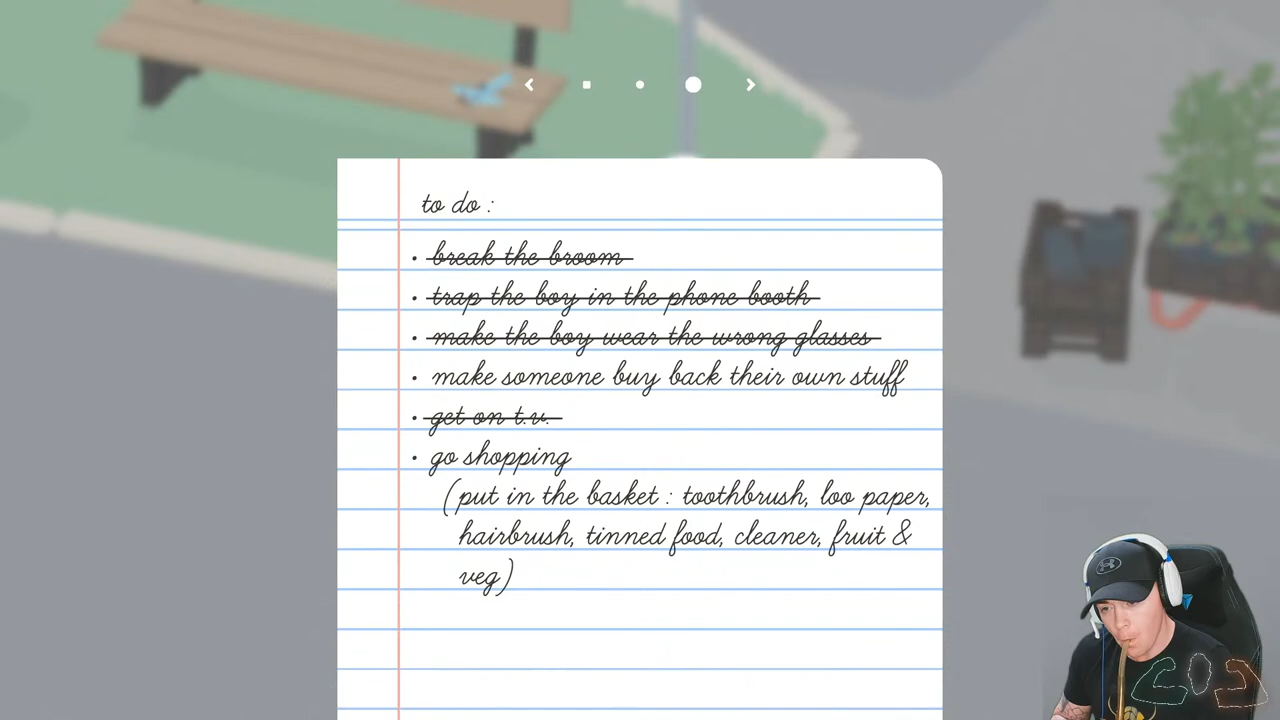 to do :
• break the broom
• trap the boy in the phone booth
• make the boy wear the wrong glasses
• make someone buy back their own stuff
• get on t.v.
• go shopping
(put in the basket : toothbrush, loo paper,
hairbrush, tinned food, cleaner, fruit &
veg)